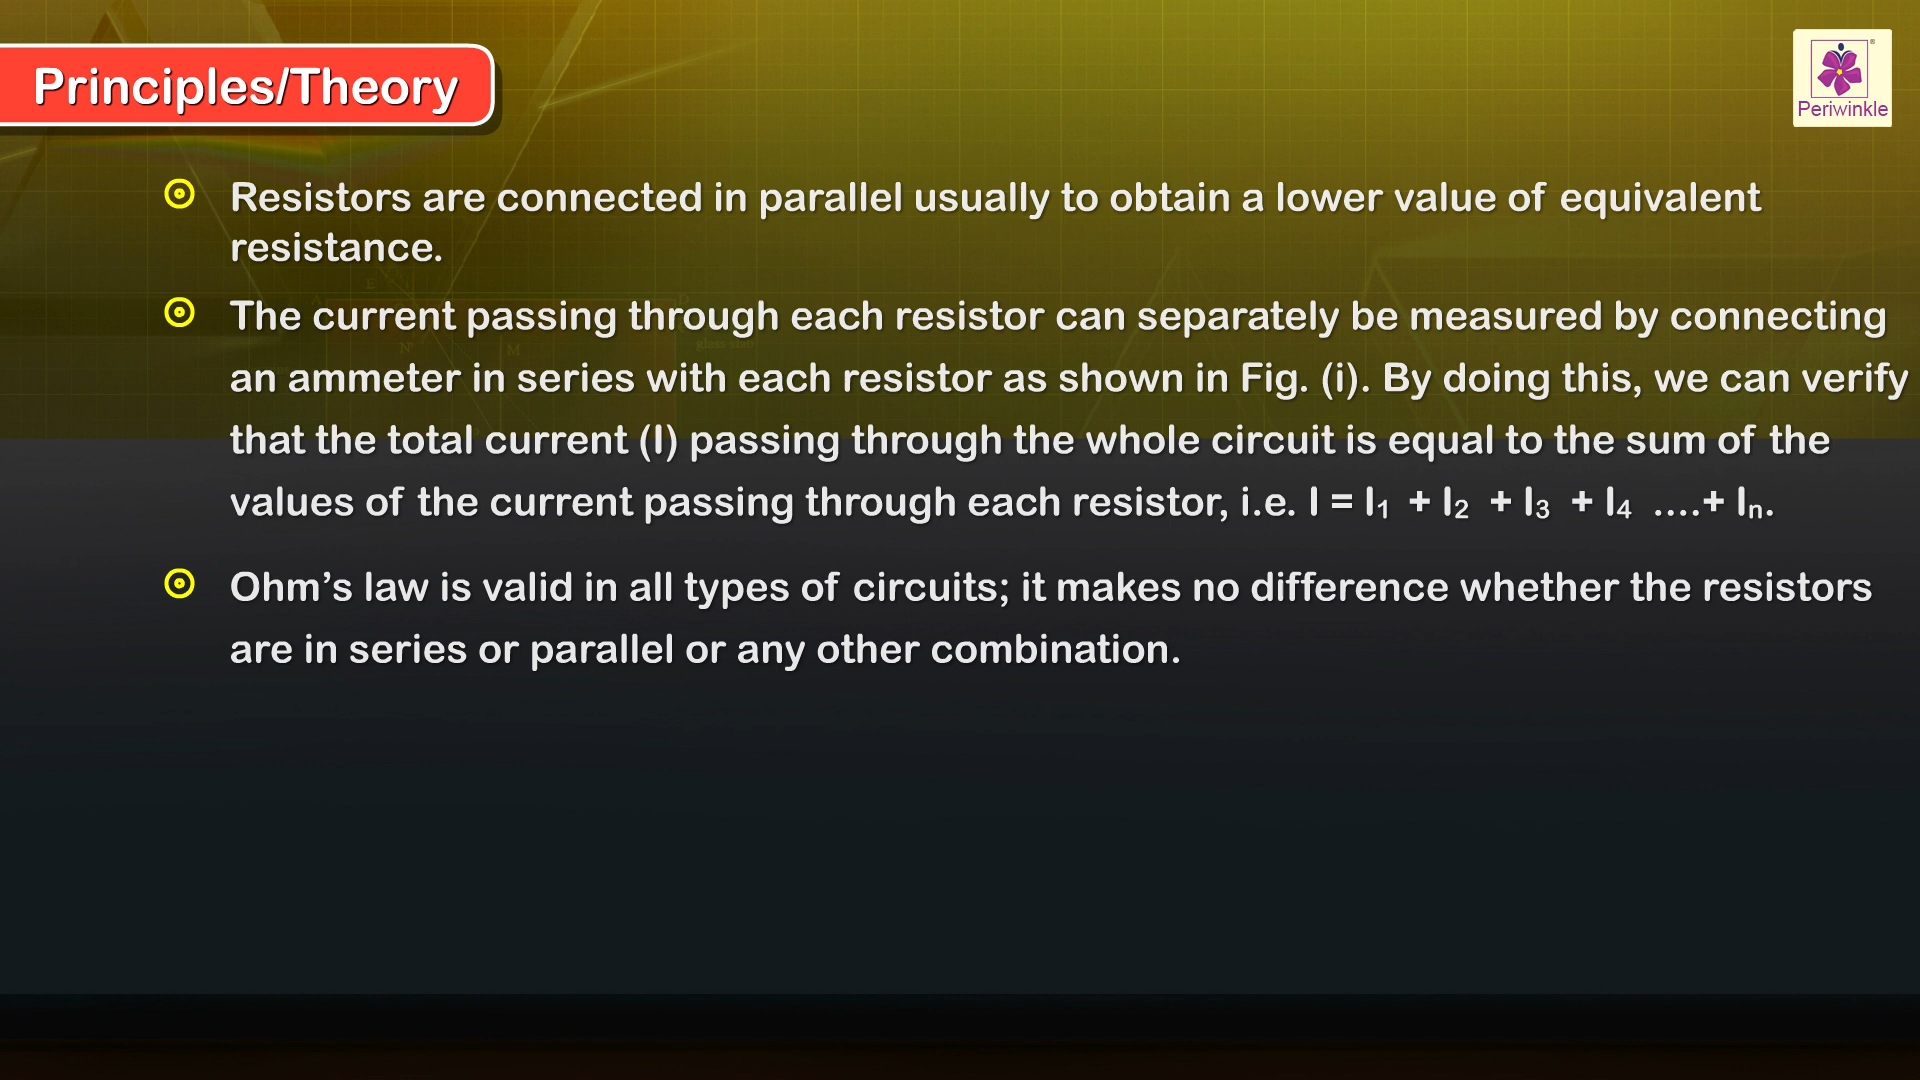 Principles/Theory
® 
Periwinkle
Resistors are connected in parallel usually to obtain a lower value of equivalent
resistance.
The current passing through each resistor can separately be measured by connecting
an ammeter in series with each resistor as shown in Fig. (i). By doing this, we can verify
that the total current (I) passing through the whole circuit is equal to the sum of the
values of the current passing through each resistor, i.e. I = I₁ + I₂ + I₃ + I₄ ....+ Iₙ.
Ohm’s law is valid in all types of circuits; it makes no difference whether the resistors
are in series or parallel or any other combination.
E
N
M
glass slab